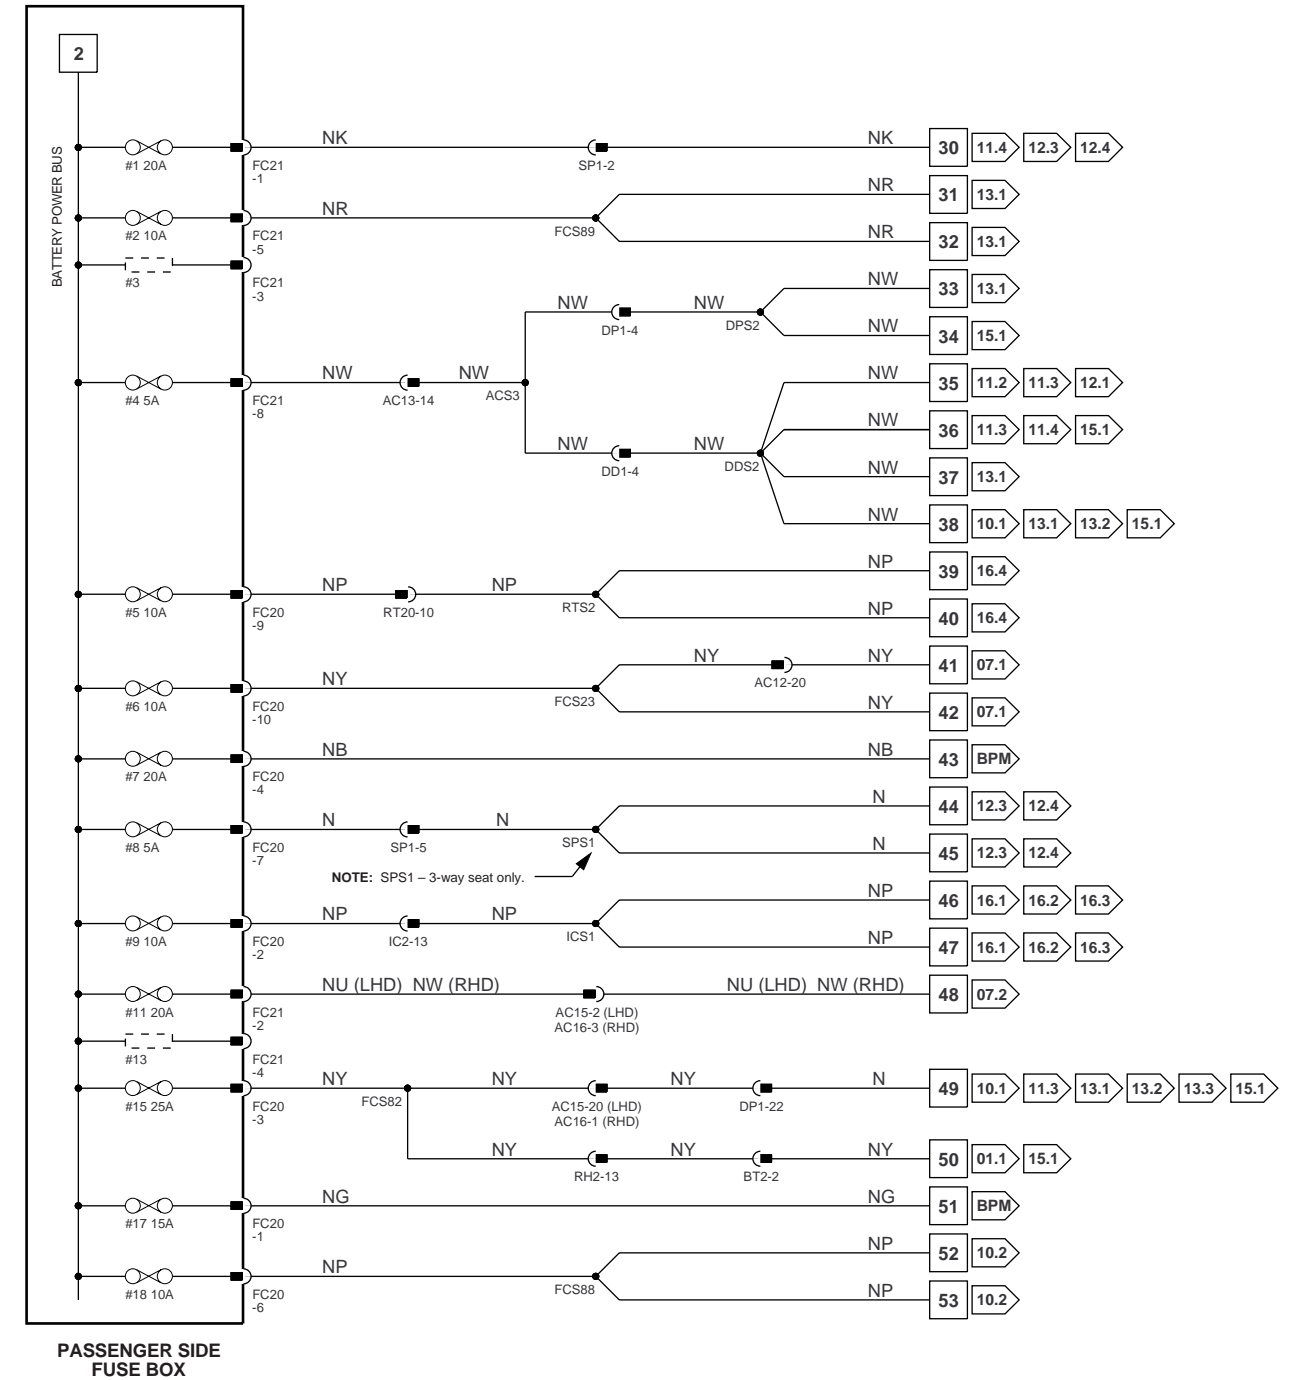 2
BATTERY POWER BUS
#1 20A
FC21
-1
NK
SP1-2
NK
30 11.4 12.3 12.4
NR
31 13.1
#2 10A
FC21
-5
NR
FCS89
NR
32 13.1
#3
FC21
-3
NW
33 13.1
NW
DP1-4
NW
DPS2
NW
34 15.1
#4 5A
FC21
-8
NW
AC13-14
NW
ACS3
NW
35 11.2 11.3 12.1
NW
36 11.3 11.4 15.1
NW
DD1-4
NW
DDS2
NW
37 13.1
NW
38 10.1 13.1 13.2 15.1
NP
39 16.4
#5 10A
FC20
-9
NP
RT20-10
NP
RTS2
NP
40 16.4
NY
AC12-20
NY
41 07.1
#6 10A
FC20
-10
NY
FCS23
NY
42 07.1
#7 20A
FC20
-4
NB
NB
43 BPM
N
44 12.3 12.4
#8 5A
FC20
-7
N
SP1-5
N
SPS1
N
45 12.3 12.4
NOTE: SPS1 – 3-way seat only.
NP
46 16.1 16.2 16.3
#9 10A
FC20
-2
NP
IC2-13
NP
ICS1
NP
47 16.1 16.2 16.3
#11 20A
FC21
-2
NU (LHD) NW (RHD)
AC15-2 (LHD)
AC16-3 (RHD)
NU (LHD) NW (RHD)
48 07.2
#13
FC21
-4
#15 25A
FC20
-3
NY
FCS82
NY
AC15-20 (LHD)
AC16-1 (RHD)
NY
DP1-22
N
49 10.1 11.3 13.1 13.2 13.3 15.1
NY
RH2-13
NY
BT2-2
NY
50 01.1 15.1
#17 15A
FC20
-1
NG
NG
51 BPM
NP
52 10.2
#18 10A
FC20
-6
NP
FCS88
NP
53 10.2
PASSENGER SIDE
FUSE BOX